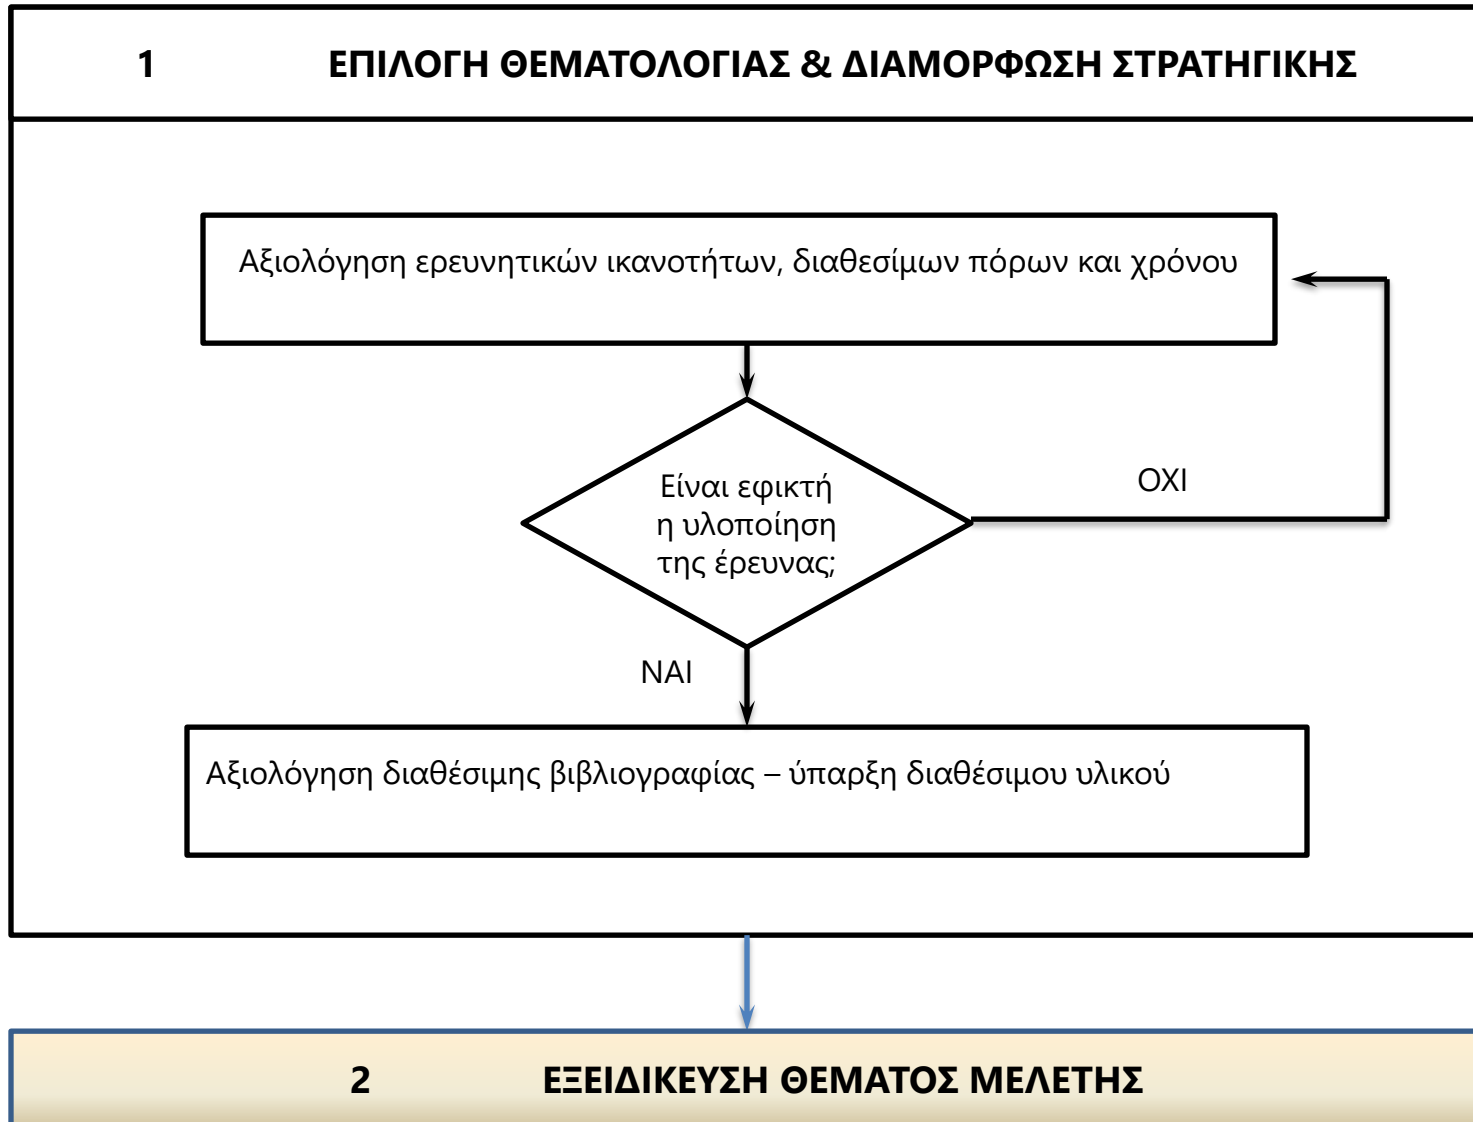 1 ΕΠΙΛΟΓΗ ΘΕΜΑΤΟΛΟΓΙΑΣ & ΔΙΑΜΟΡΦΩΣΗ ΣΤΡΑΤΗΓΙΚΗΣ
Αξιολόγηση ερευνητικών ικανοτήτων, διαθεσίμων πόρων και χρόνου
Είναι εφικτή
η υλοποίηση
της έρευνας;
ΟΧΙ
ΝΑΙ
Αξιολόγηση διαθέσιμης βιβλιογραφίας – ύπαρξη διαθέσιμου υλικού
2 ΕΞΕΙΔΙΚΕΥΣΗ ΘΕΜΑΤΟΣ ΜΕΛΕΤΗΣ